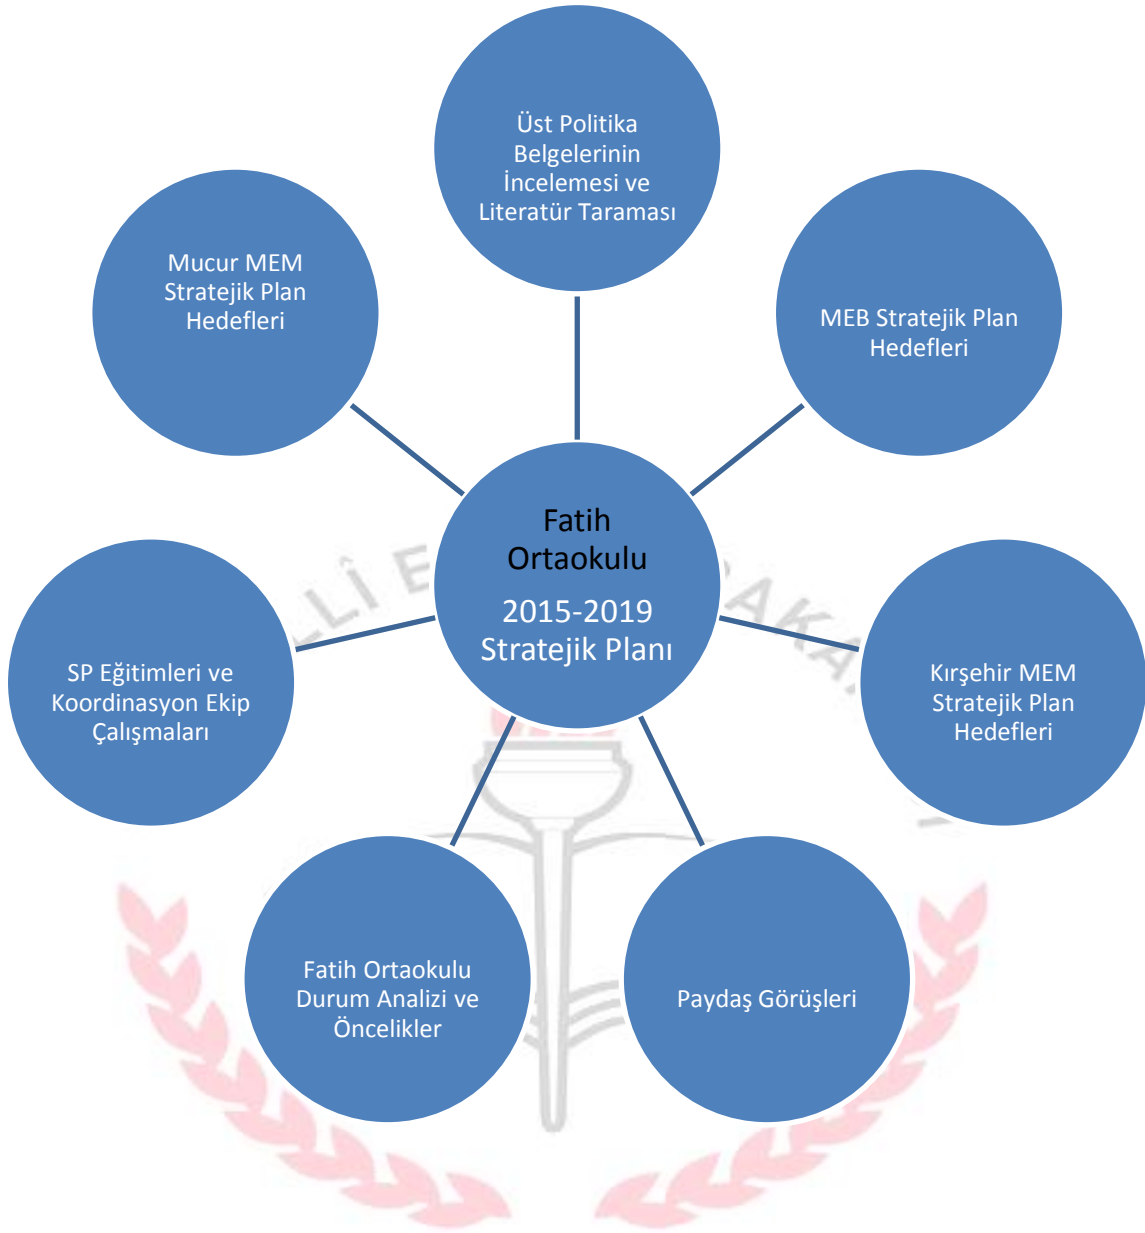 Üst Politika
Belgelerinin
İncelemesi ve
Literatür Taraması
MEB Stratejik Plan
Hedefleri
Kırşehir MEM
Stratejik Plan
Hedefleri
Paydaş Görüşleri
Fatih Ortaokulu
Durum Analizi ve
Öncelikler
SP Eğitimleri ve
Koordinasyon Ekip
Çalışmaları
Mucur MEM
Stratejik Plan
Hedefleri
Fatih
Ortaokulu
2015-2019
Stratejik Planı